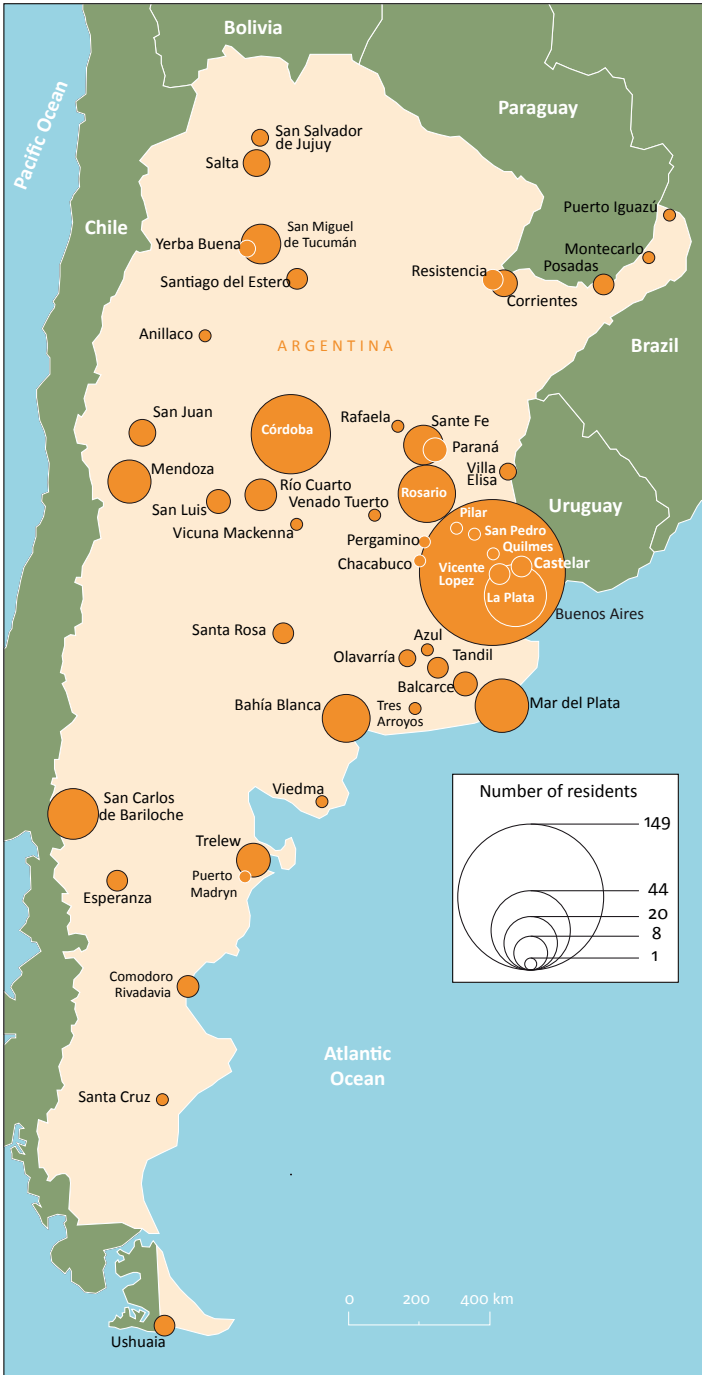 Bolivia
Paraguay
Pacific Ocean
Chile
San Salvador
de Jujuy
Salta
Puerto Iguazú
San Miguel
de Tucumán
Yerba Buena
Montecarlo
Posadas
Resistencia
Santiago del Estero
Corrientes
Anillaco
ARGENTINA
Brazil
San Juan
Córdoba
Rafaela
Sante Fe
Paraná
Mendoza
Villa
Elisa
Río Cuarto
Rosario
Venado Tuerto
San Luis
Uruguay
Vicuna Mackenna
Pilar
San Pedro
Pergamino
Quilmes
Chacabuco
Vicente
Lopez
Castelar
La Plata
Buenos Aires
Santa Rosa
Azul
Olavarría
Tandil
Balcarce
Bahía Blanca
Tres
Arroyos
Mar del Plata
Viedma
San Carlos
de Bariloche
Number of residents
149
44
20
8
1
Trelew
Puerto
Madryn
Esperanza
Comodoro
Rivadavia
Atlantic
Ocean
Santa Cruz
0 200 400 km
Ushuaia